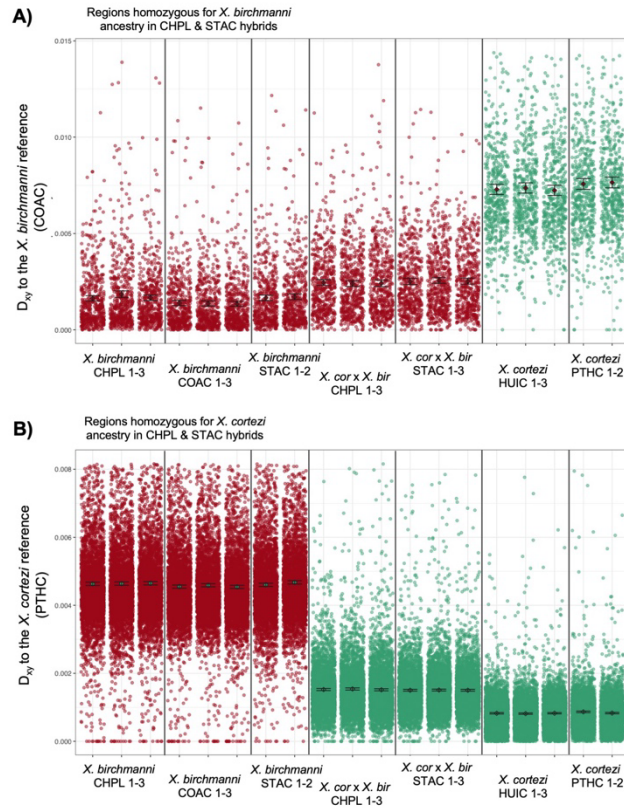 A)
Regions homozygous for X. birchmanni
ancestry in CHPL & STAC hybrids
Dxy to the X. birchmanni reference
(COAC)
0.015
0.010
0.005
0.000
X. birchmanni
CHPL 1-3
X. birchmanni
COAC 1-3
X. birchmanni
STAC 1-2
X. cor x X. bir
CHPL 1-3
X. cor x X. bir
STAC 1-3
X. cortezi
HUIC 1-3
X. cortezi
PTHC 1-2
B)
Regions homozygous for X. cortezi
ancestry in CHPL & STAC hybrids
Dxy to the X. cortezi reference
(PTHC)
0.008
0.006
0.004
0.002
0.000
X. birchmanni
CHPL 1-3
X. birchmanni
COAC 1-3
X. birchmanni
STAC 1-2
X. cor x X. bir
CHPL 1-3
X. cor x X. bir
STAC 1-3
X. cortezi
HUIC 1-3
X. cortezi
PTHC 1-2